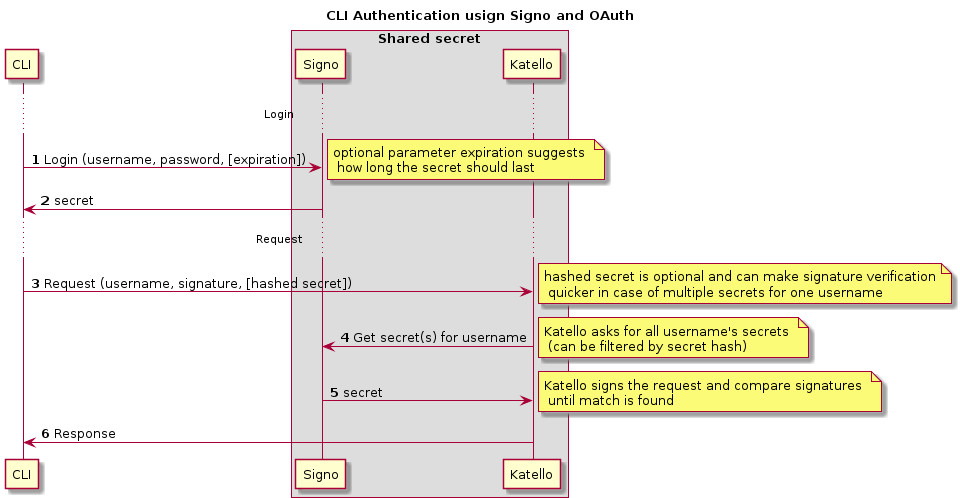 CLI Authentication usign Signo and OAuth
Shared secret
CLI
Signo
Katello
Login
1 Login (username, password, [expiration])
optional parameter expiration suggests
how long the secret should last
2 secret
Request
3 Request (username, signature, [hashed secret])
hashed secret is optional and can make signature verification
quicker in case of multiple secrets for one username
4 Get secret(s) for username
Katello asks for all username's secrets
(can be filtered by secret hash)
5 secret
Katello signs the request and compare signatures
until match is found
6 Response
CLI
Signo
Katello